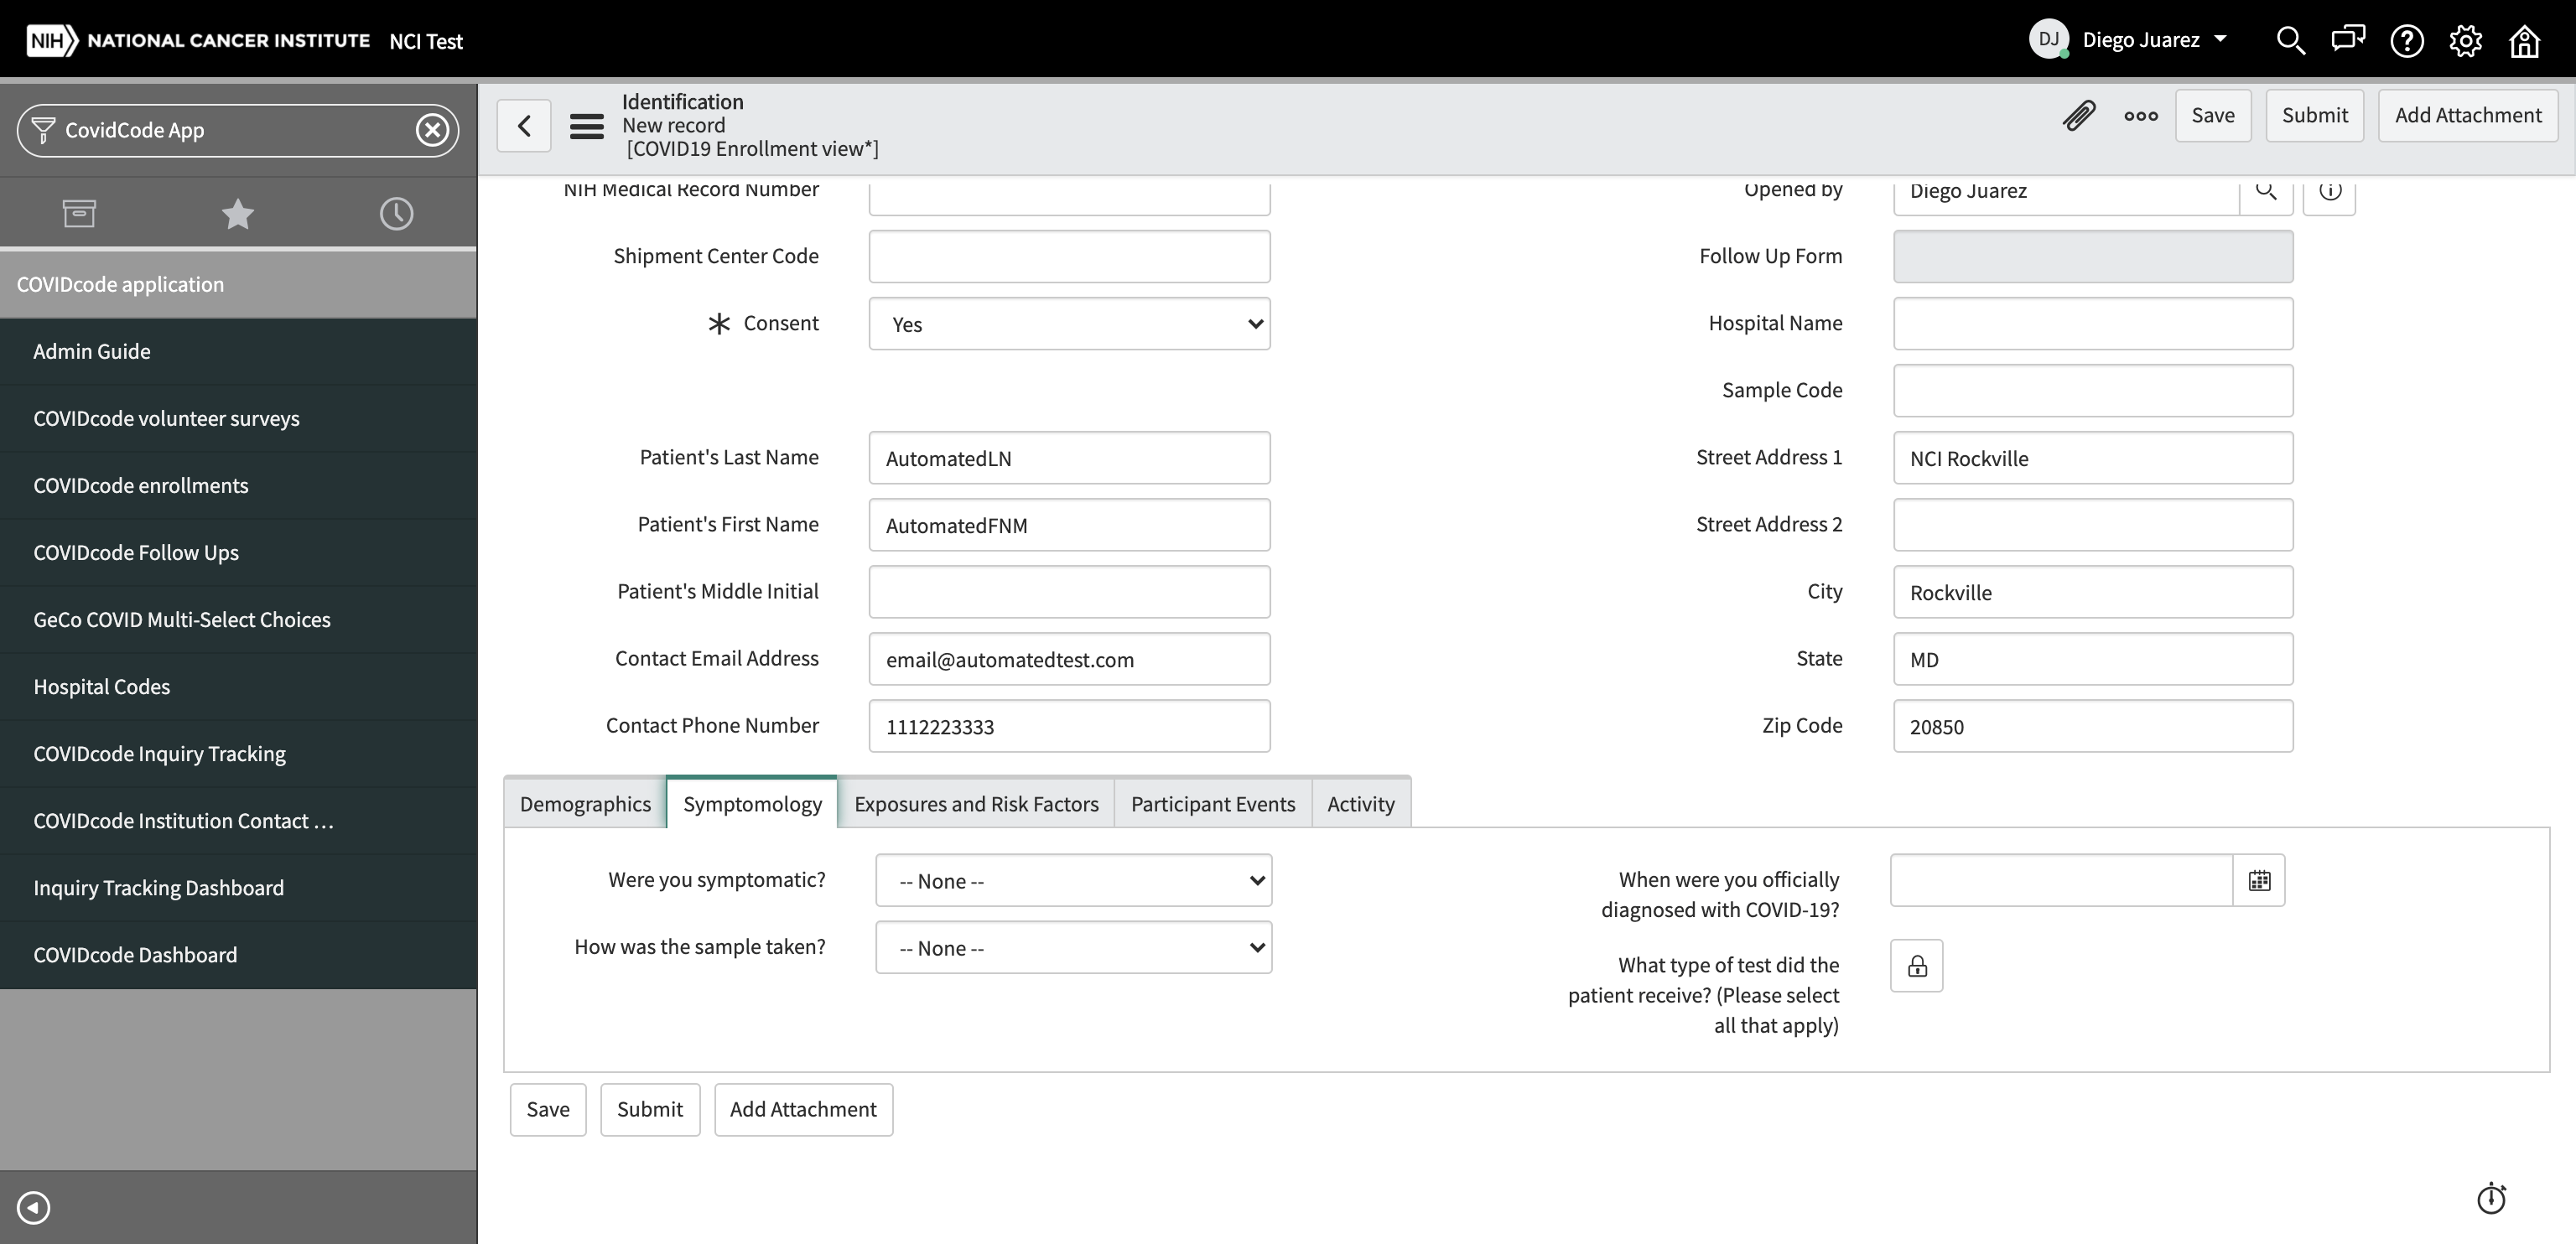 NIH NATIONAL CANCER INSTITUTE NCI Test
DJ Diego Juarez
CovidCode App
Identification
New record
[COVID19 Enrollment view*]
Save
Submit
Add Attachment
COVIDcode application
Admin Guide
COVIDcode volunteer surveys
COVIDcode enrollments
COVIDcode Follow Ups
GeCo COVID Multi-Select Choices
Hospital Codes
COVIDcode Inquiry Tracking
COVIDcode Institution Contact ...
Inquiry Tracking Dashboard
COVIDcode Dashboard
NIH Medical Record Number
Shipment Center Code
Consent Yes
Patient's Last Name AutomatedLN
Patient's First Name AutomatedFNM
Patient's Middle Initial
Contact Email Address email@automatedtest.com
Contact Phone Number 1112223333
Opened by Diego Juarez
Follow Up Form
Hospital Name
Sample Code
Street Address 1 NCI Rockville
Street Address 2
City Rockville
State MD
Zip Code 20850
Demographics Symptomology Exposures and Risk Factors Participant Events Activity
Were you symptomatic? -- None --
How was the sample taken? -- None --
When were you officially
diagnosed with COVID-19?
What type of test did the
patient receive? (Please select
all that apply)
Save Submit Add Attachment